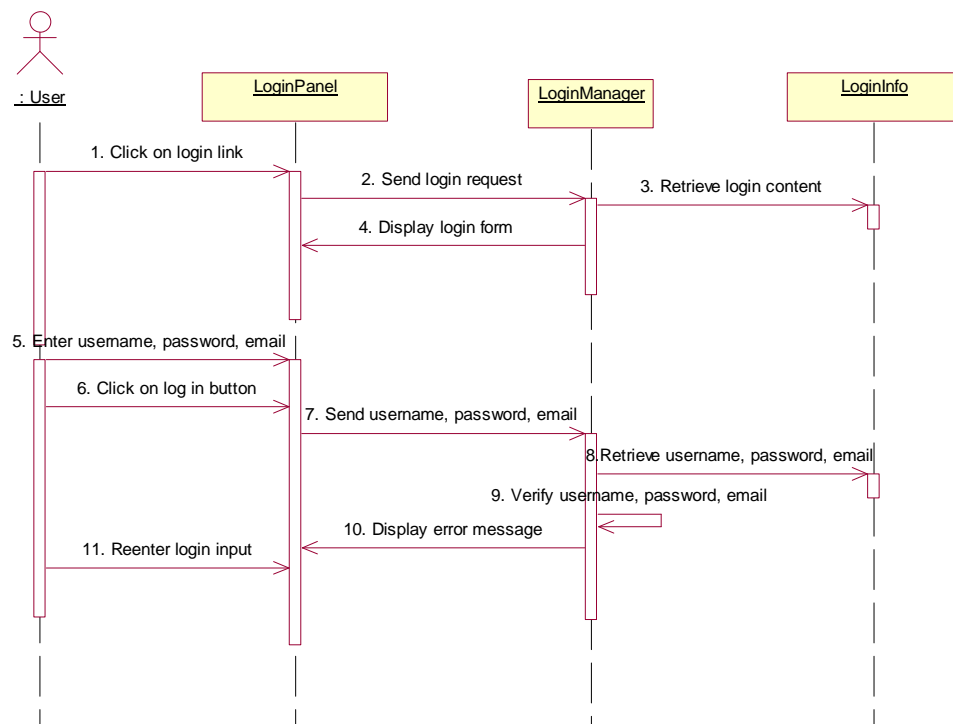 : User
LoginPanel
LoginManager
LoginInfo
1. Click on login link
2. Send login request
3. Retrieve login content
4. Display login form
5. Enter username, password, email
6. Click on log in button
7. Send username, password, email
8.Retrieve username, password, email
9. Verify username, password, email
10. Display error message
11. Reenter login input